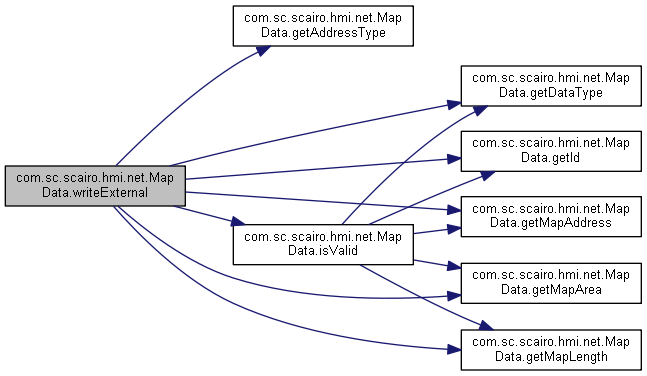 com.sc.scairo.hmi.net.Map
Data.getAddressType
com.sc.scairo.hmi.net.Map
Data.getDataType
com.sc.scairo.hmi.net.Map
Data.getId
com.sc.scairo.hmi.net.Map
Data.writeExternal
com.sc.scairo.hmi.net.Map
Data.getMapAddress
com.sc.scairo.hmi.net.Map
Data.isValid
com.sc.scairo.hmi.net.Map
Data.getMapArea
com.sc.scairo.hmi.net.Map
Data.getMapLength